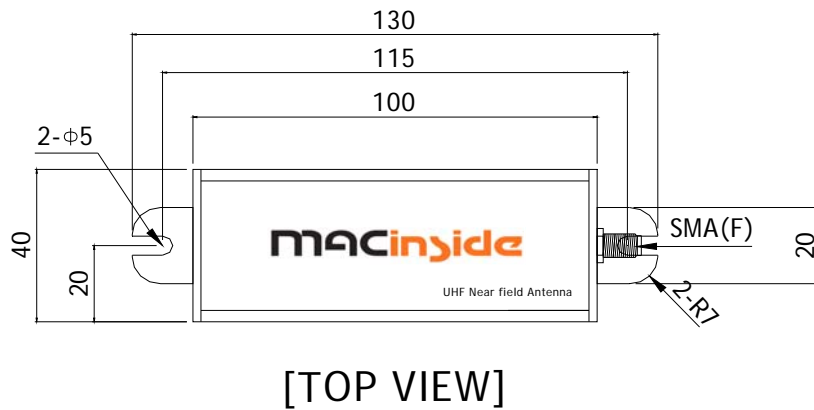 130
115
100
2-ϕ5
40
20
MACinside
UHF Near field Antenna
SMA(F)
20
2-R7
[TOP VIEW]